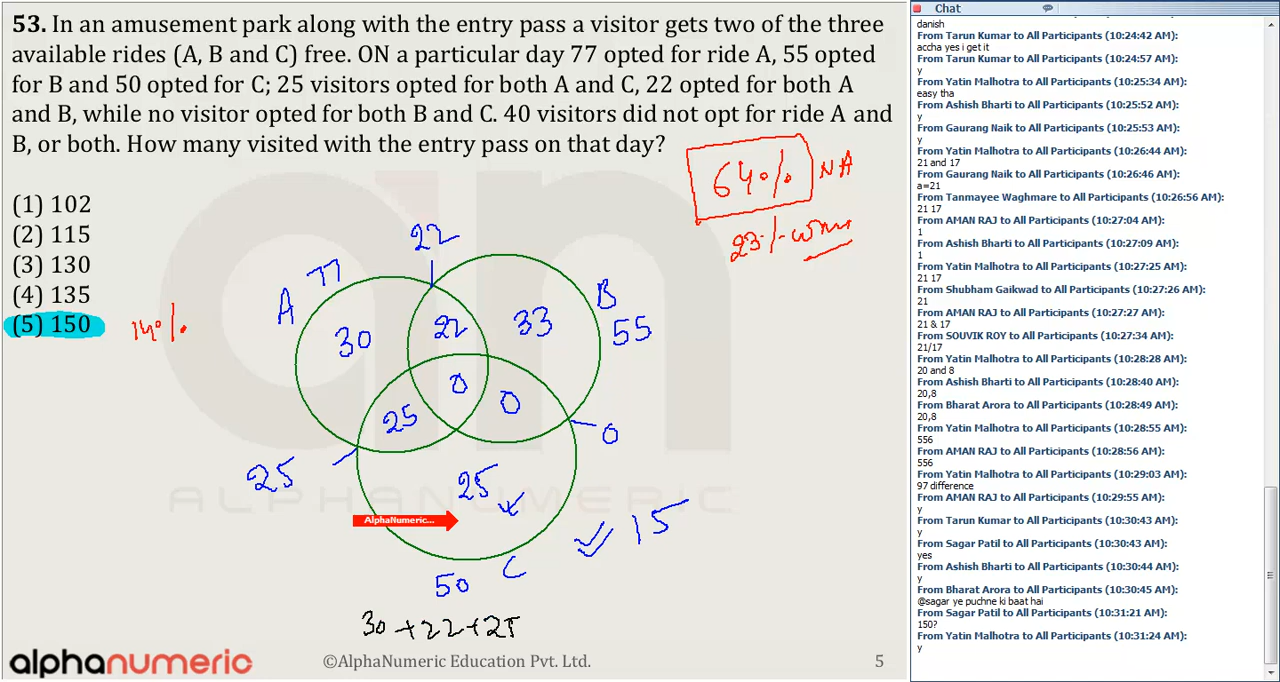 53. In an amusement park along with the entry pass a visitor gets two of the three
available rides (A, B and C) free. ON a particular day 77 opted for ride A, 55 opted
for B and 50 opted for C; 25 visitors opted for both A and C, 22 opted for both A
and B, while no visitor opted for both B and C. 40 visitors did not opt for ride A and
B, or both. How many visited with the entry pass on that day?
64% NA
23%
(1) 102
(2) 115
(3) 130
(4) 135
(5) 150
14%
22
77
A
B
55
30
22
33
0
25
0
0
25
25
AlphaNumeric...
15
50
C
30 + 22 + 25
ALPHANUMERIC
alphanumeric
©AlphaNumeric Education Pvt. Ltd.
5
Chat
danish
From Tarun Kumar to All Participants (10:24:42 AM):
accha yes i get it
From Tarun Kumar to All Participants (10:24:57 AM):
y
From Yatin Malhotra to All Participants (10:25:34 AM):
easy tha
From Ashish Bharti to All Participants (10:25:52 AM):
y
From Gaurang Naik to All Participants (10:25:53 AM):
y
From Yatin Malhotra to All Participants (10:26:44 AM):
21 and 17
From Gaurang Naik to All Participants (10:26:46 AM):
a=21
From Tanmayee Waghmare to All Participants (10:26:56 AM):
21 17
From AMAN RAJ to All Participants (10:27:04 AM):
1
From Ashish Bharti to All Participants (10:27:09 AM):
1
From Yatin Malhotra to All Participants (10:27:25 AM):
21 17
From Shubham Gaikwad to All Participants (10:27:26 AM):
21
From AMAN RAJ to All Participants (10:27:27 AM):
21 & 17
From SOUVIK ROY to All Participants (10:27:34 AM):
21/17
From Yatin Malhotra to All Participants (10:28:28 AM):
20 and 8
From Ashish Bharti to All Participants (10:28:40 AM):
20,8
From Bharat Arora to All Participants (10:28:49 AM):
20,8
From Yatin Malhotra to All Participants (10:28:55 AM):
556
From AMAN RAJ to All Participants (10:28:56 AM):
556
From Yatin Malhotra to All Participants (10:29:03 AM):
97 difference
From AMAN RAJ to All Participants (10:29:55 AM):
y
From Tarun Kumar to All Participants (10:30:43 AM):
y
From Sagar Patil to All Participants (10:30:43 AM):
yes
From Ashish Bharti to All Participants (10:30:44 AM):
y
From Bharat Arora to All Participants (10:30:45 AM):
@sagar ye puchne ki baat hai
From Sagar Patil to All Participants (10:31:21 AM):
150?
From Yatin Malhotra to All Participants (10:31:24 AM):
y